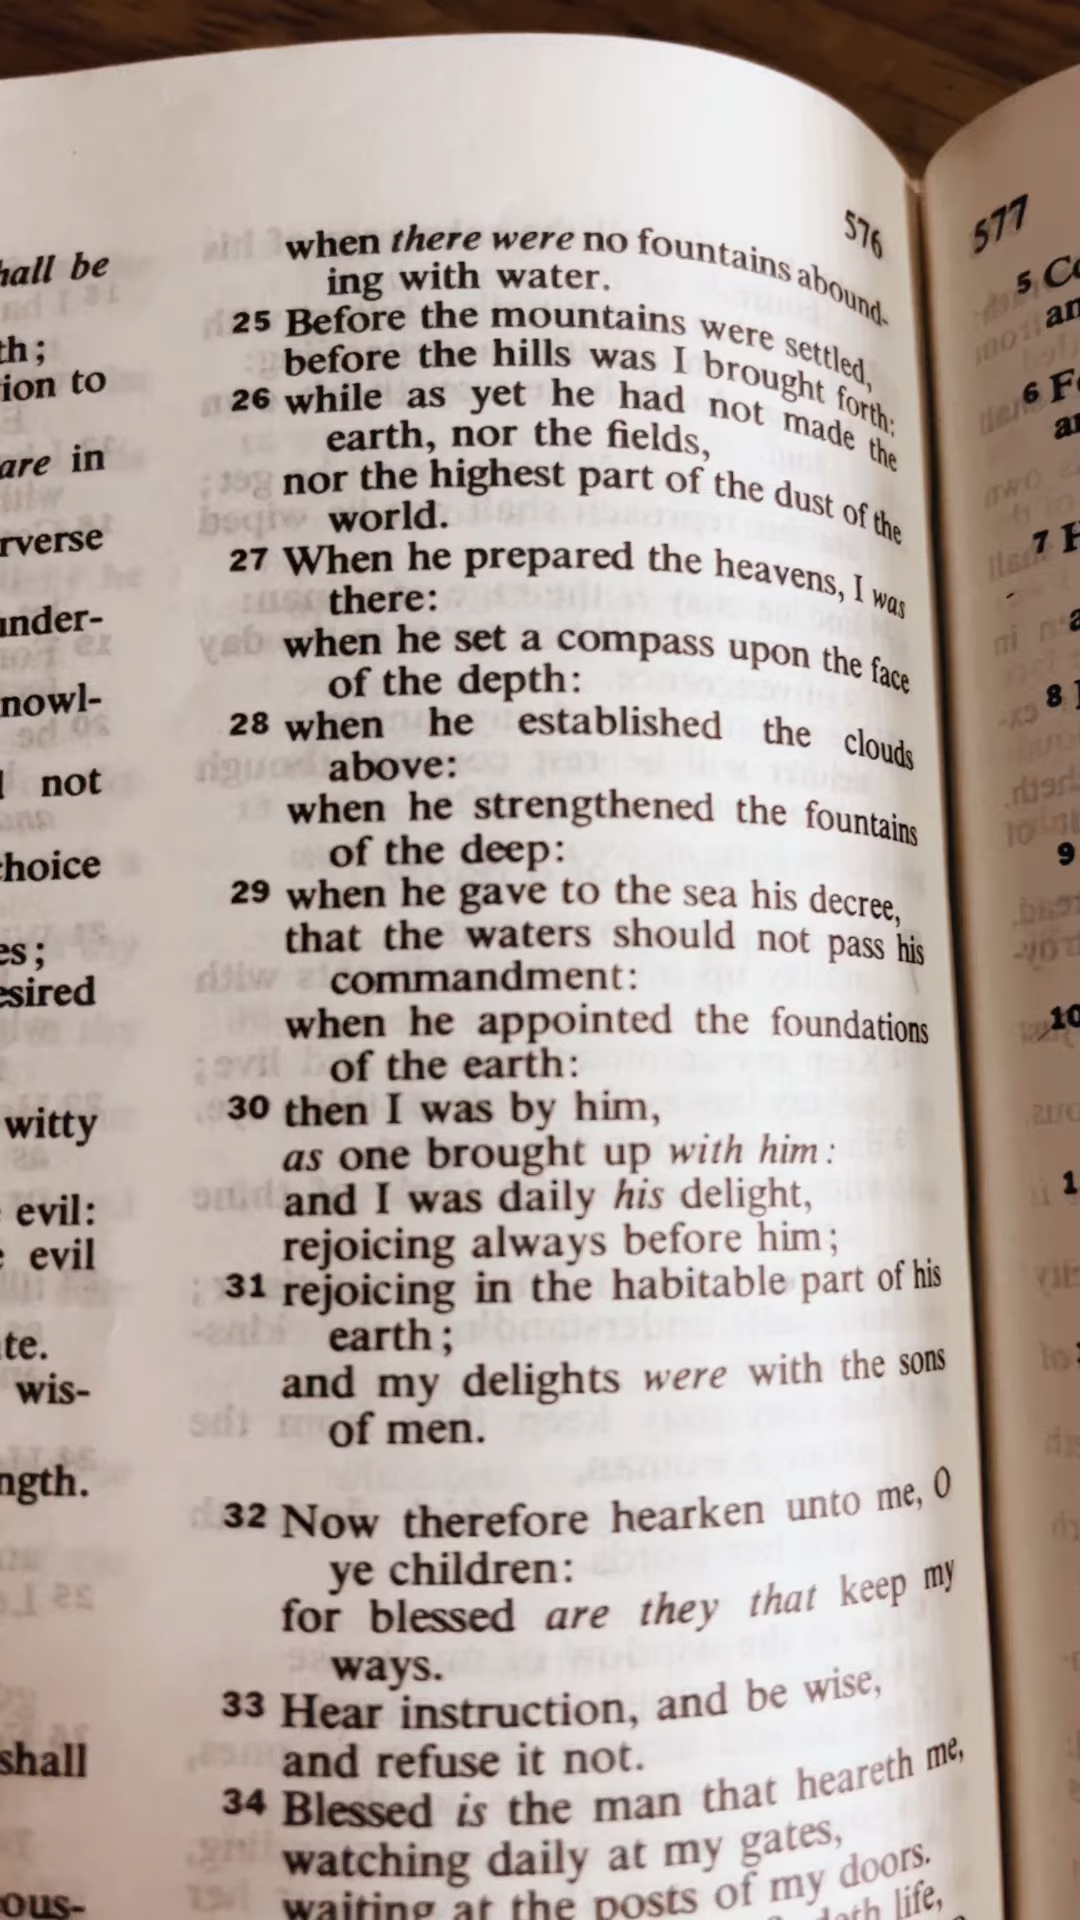 hall be
th;
ion to
are in
rverse
under-
nowl-
not
choice
es;
esired
witty
evil:
evil
te.
wis-
ngth.
shall
ous-
576
when there were no fountains abound-
ing with water.
25 Before the mountains were settled,
before the hills was I brought forth:
26 while as yet he had not made the
earth, nor the fields,
nor the highest part of the dust of the
world.
27 When he prepared the heavens, I was
there:
when he set a compass upon the face
of the depth:
28 when he established the clouds
above:
when he strengthened the fountains
of the deep:
29 when he gave to the sea his decree,
that the waters should not pass his
commandment:
when he appointed the foundations
of the earth:
30 then I was by him,
as one brought up with him:
and I was daily his delight,
rejoicing always before him;
31 rejoicing in the habitable part of his
earth;
and my delights were with the sons
of men.
32 Now therefore hearken unto me, O
ye children:
for blessed are they that keep my
ways.
33 Hear instruction, and be wise,
and refuse it not.
34 Blessed is the man that heareth me,
watching daily at my gates,
waiting at the posts of my doors.
life,
577
5 Co
an
6 Fo
an
7 H
8
9
10
1